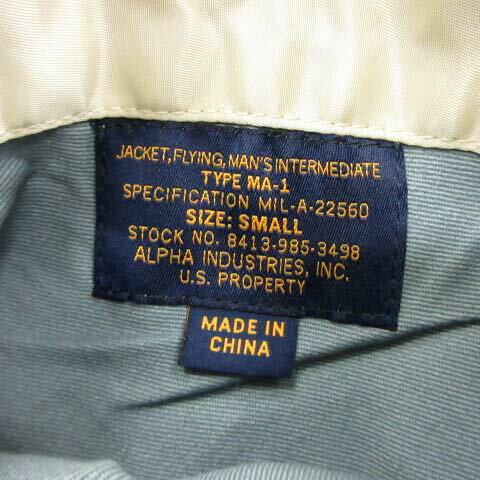 JACKET, FLYING, MAN'S INTERMEDIATE
TYPE MA-1
SPECIFICATION MIL-A-22560
SIZE: SMALL
STOCK NO. 8413-985-3498
ALPHA INDUSTRIES, INC.
U.S. PROPERTY
MADE IN
CHINA